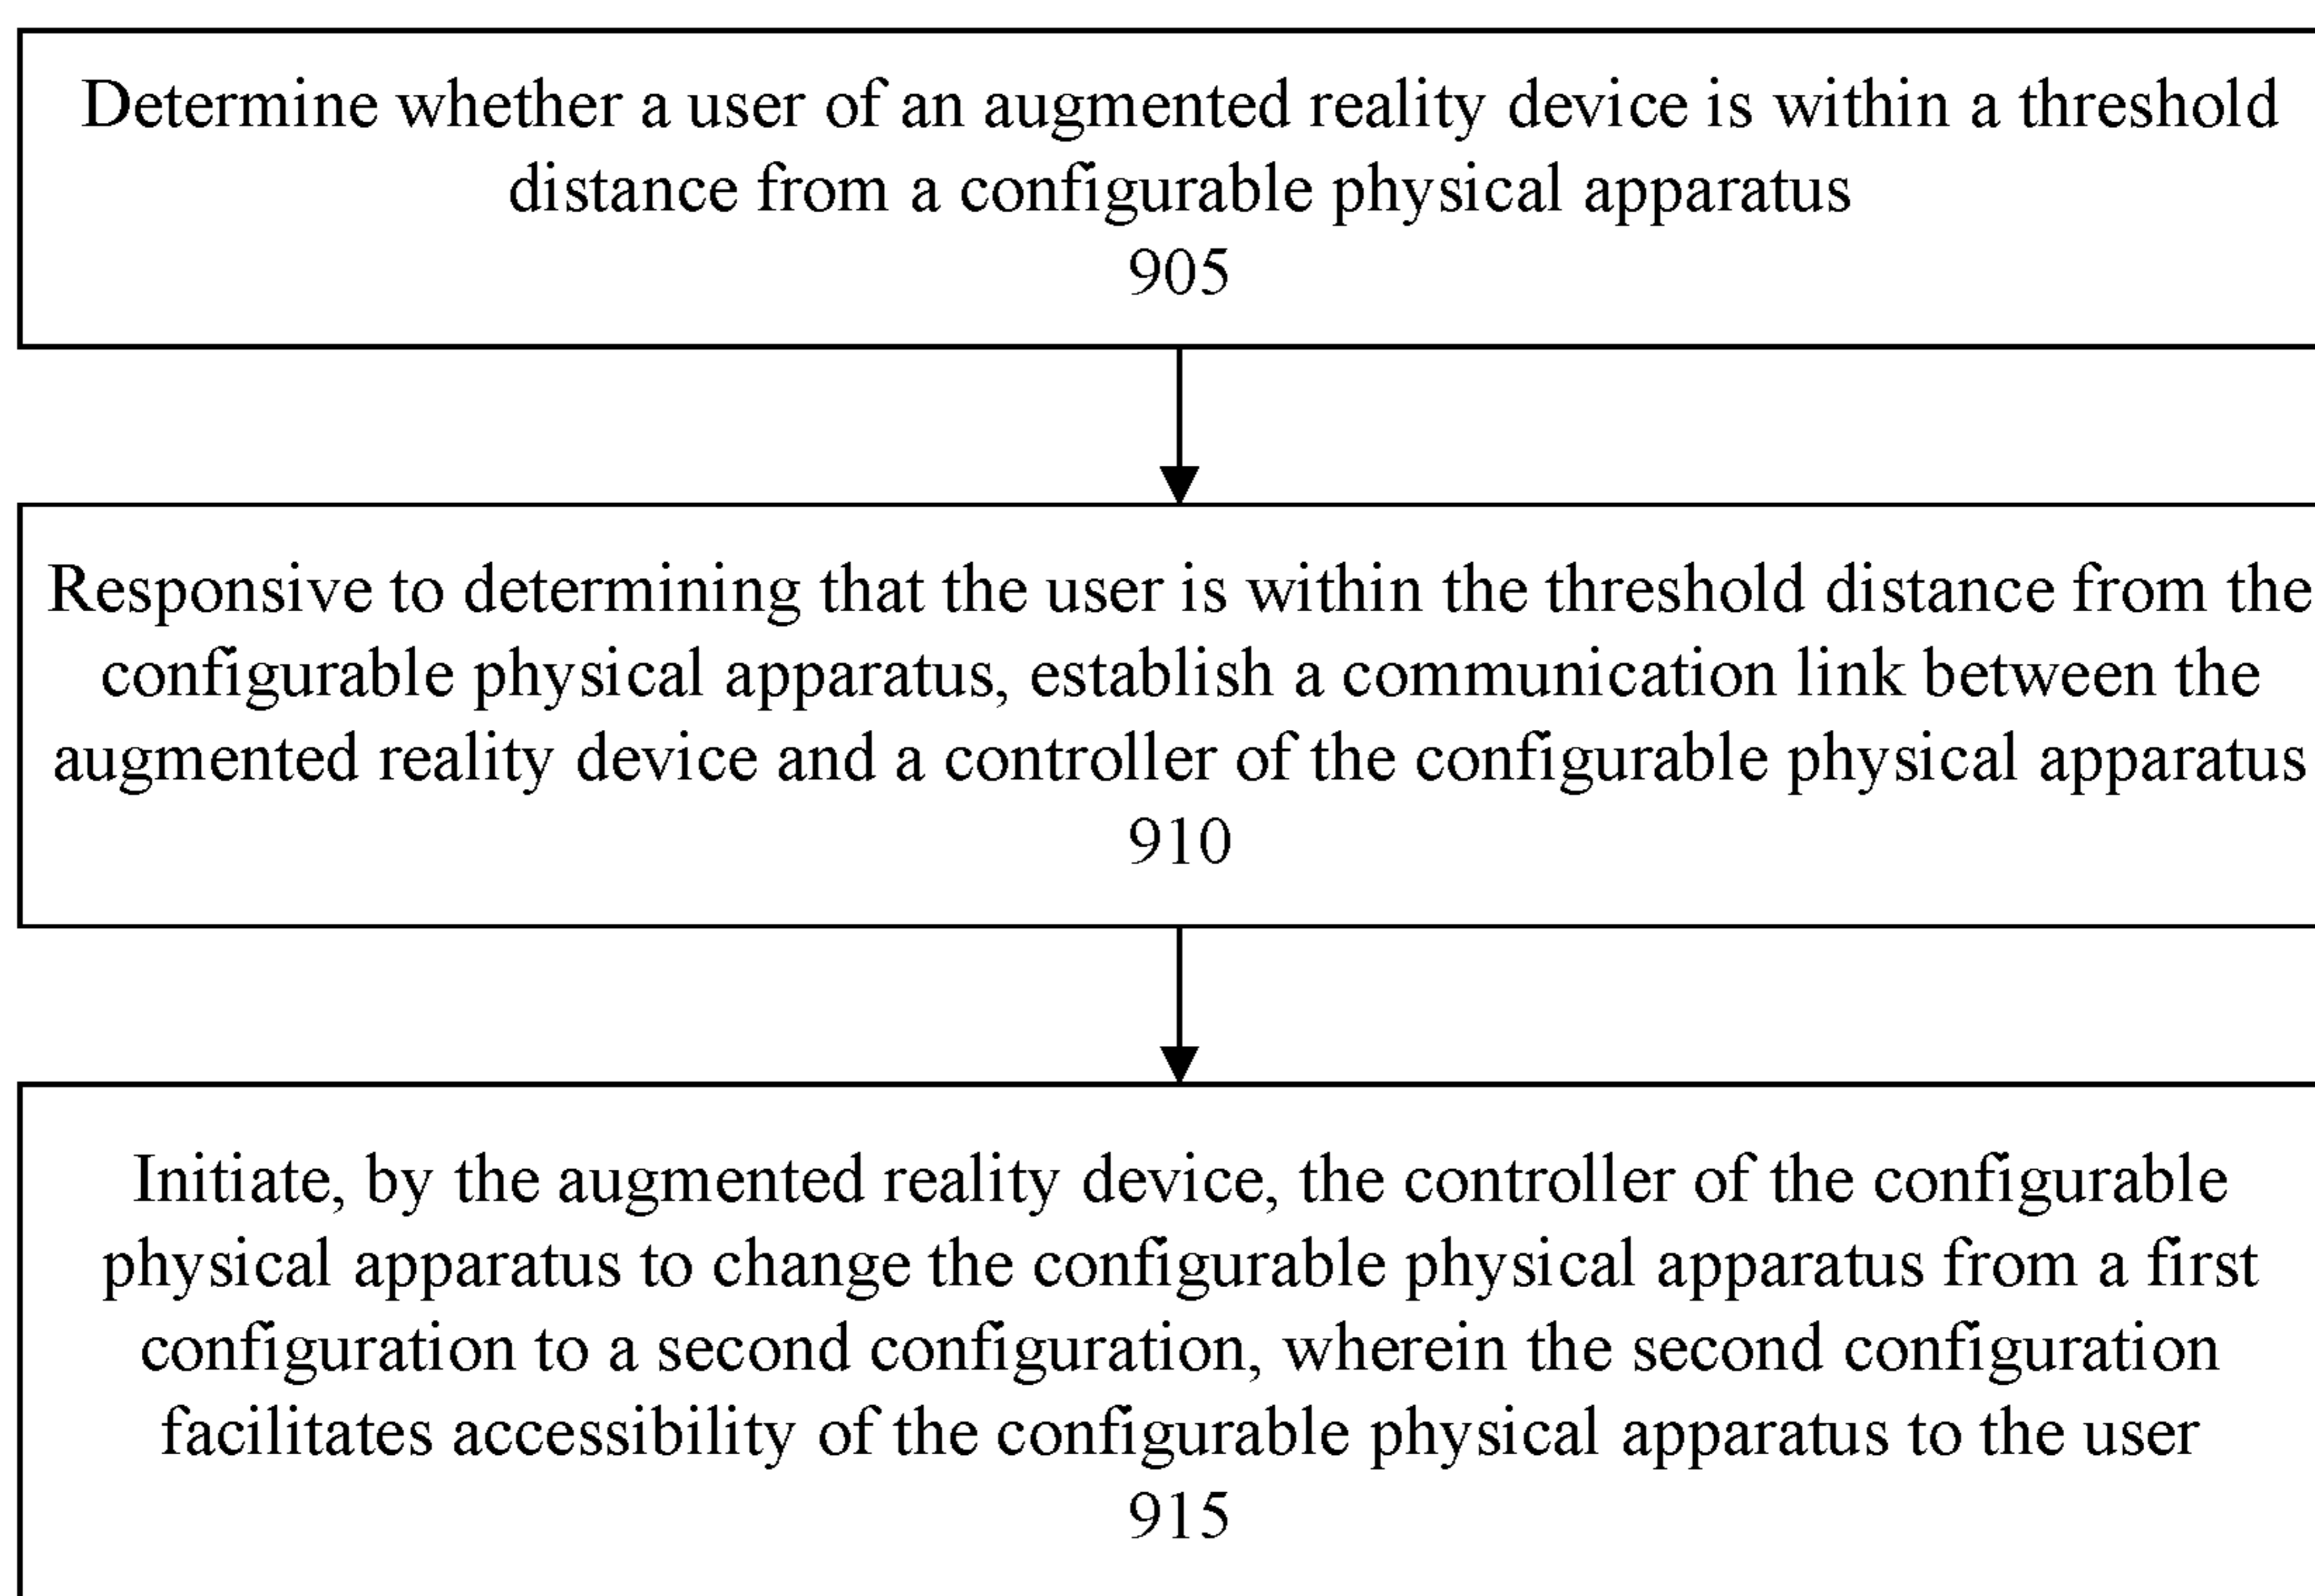 Determine whether a user of an augmented reality device is within a threshold
distance from a configurable physical apparatus
905
Responsive to determining that the user is within the threshold distance from the
configurable physical apparatus, establish a communication link between the
augmented reality device and a controller of the configurable physical apparatus
910
Initiate, by the augmented reality device, the controller of the configurable
physical apparatus to change the configurable physical apparatus from a first
configuration to a second configuration, wherein the second configuration
facilitates accessibility of the configurable physical apparatus to the user
915